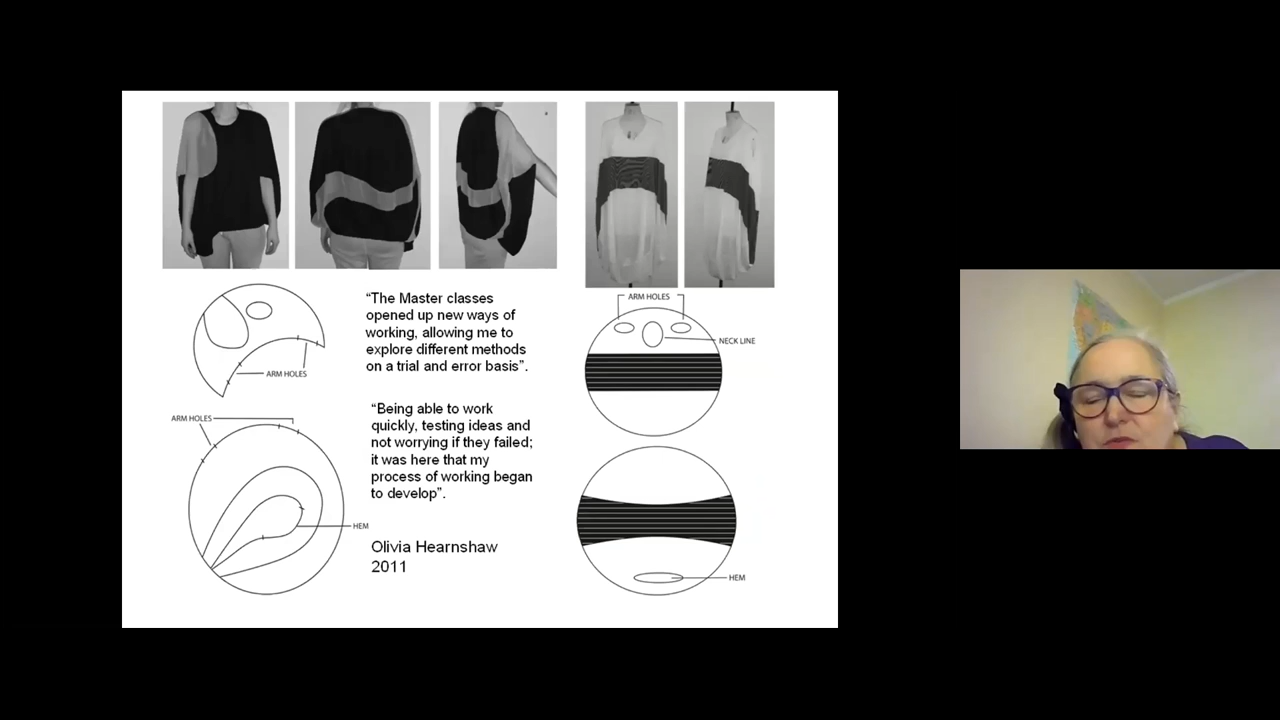 ARM HOLES
ARM HOLES
"The Master classes
opened up new ways of
working, allowing me to
explore different methods
on a trial and error basis".
"Being able to work
quickly, testing ideas and
not worrying if they failed;
it was here that my
process of working began
to develop".
HEM
Olivia Hearnshaw
2011
ARM HOLES
NECK LINE
HEM